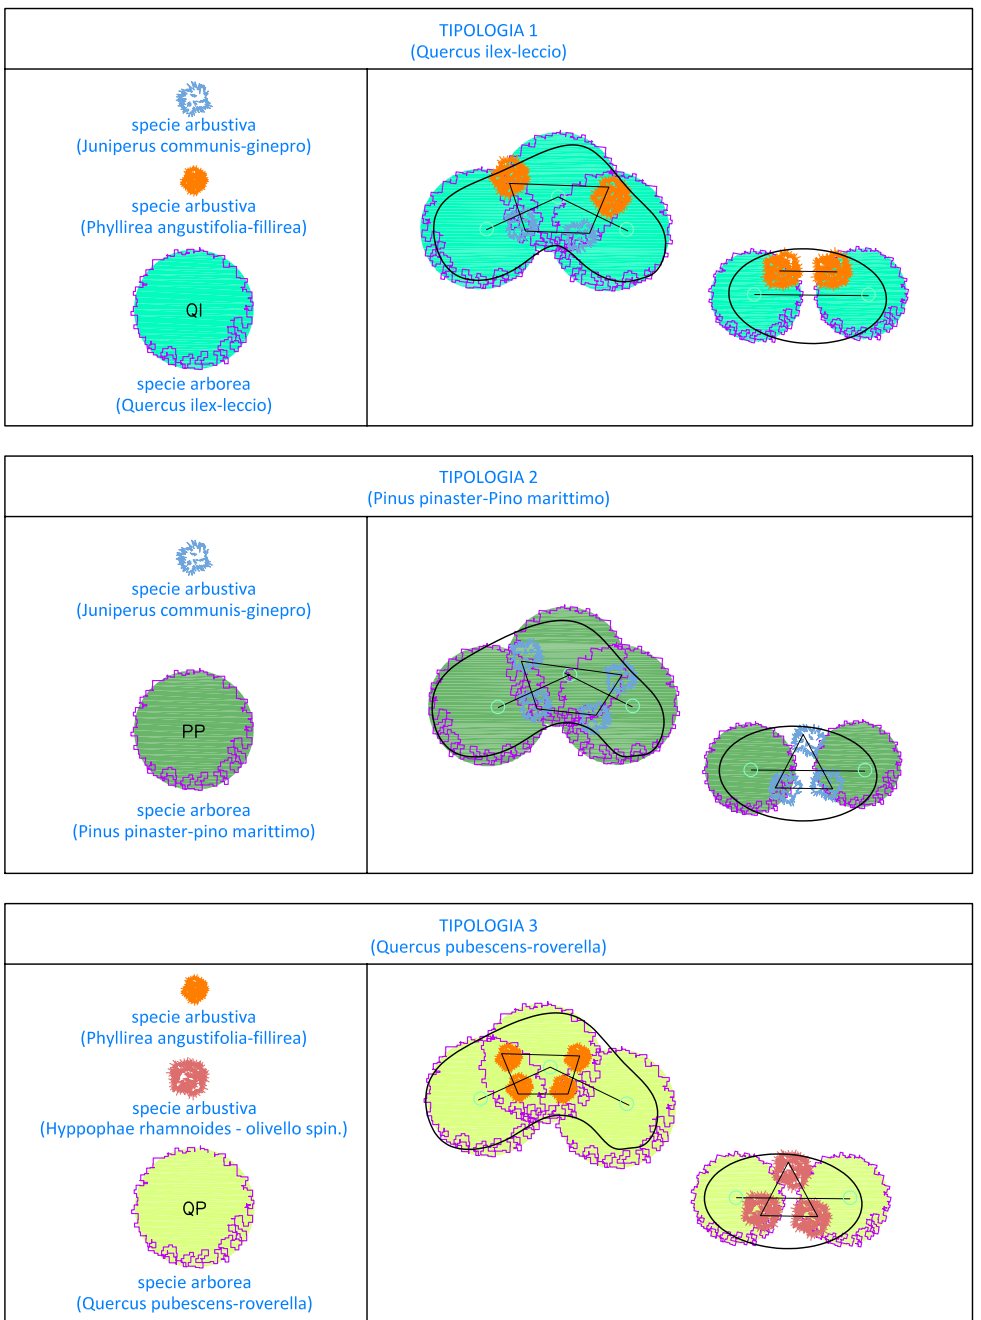 TIPOLOGIA 1
(Quercus ilex-leccio)
specie arbustiva
(Juniperus communis-ginepro)
specie arbustiva
(Phyllirea angustifolia-fillirea)
QI
specie arborea
(Quercus ilex-leccio)
TIPOLOGIA 2
(Pinus pinaster-Pino marittimo)
specie arbustiva
(Juniperus communis-ginepro)
PP
specie arborea
(Pinus pinaster-pino marittimo)
TIPOLOGIA 3
(Quercus pubescens-roverella)
specie arbustiva
(Phyllirea angustifolia-fillirea)
specie arbustiva
(Hyppophae rhamnoides - olivello spin.)
QP
specie arborea
(Quercus pubescens-roverella)